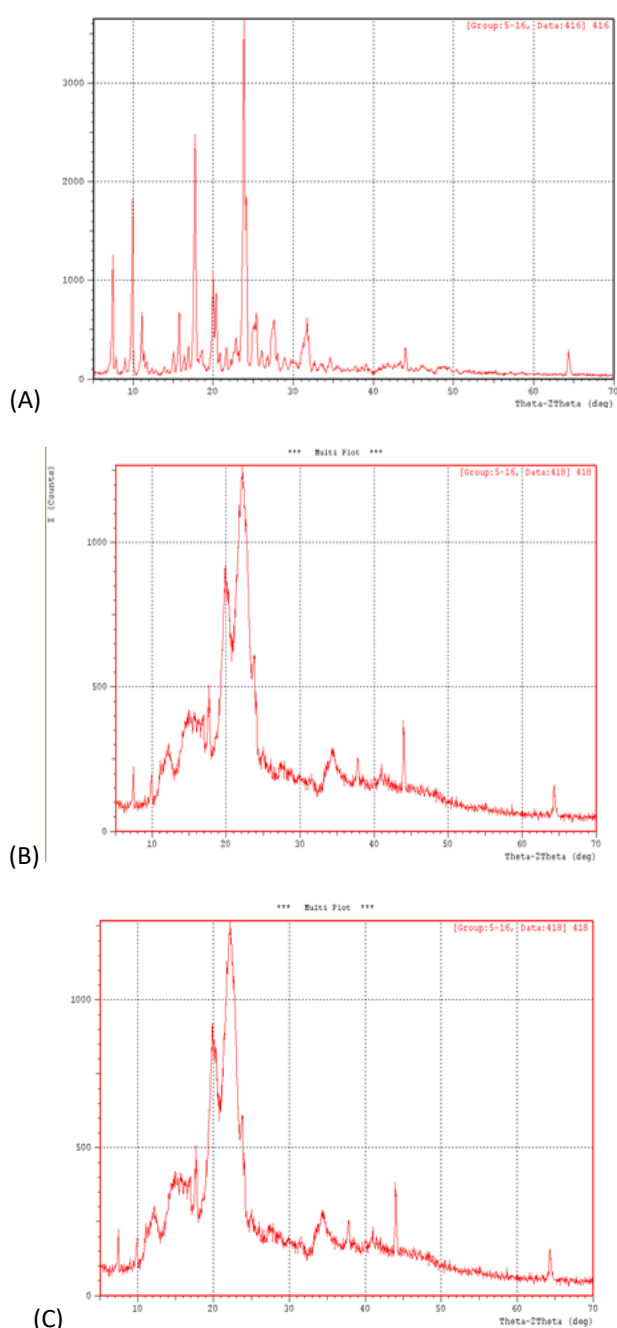 [Group:5-16, Data:416] 416
3000
2000
1000
0
10 20 30 40 50 60 70
Theta-2Theta (deg)
(A)
*** Multi Plot ***
I (Counts)
[Group:5-16, Data:418] 418
1000
500
0
10 20 30 40 50 60 70
Theta-2Theta (deg)
(B)
*** Multi Plot ***
[Group:5-16, Data:418] 418
1000
500
0
10 20 30 40 50 60 70
Theta-2Theta (deg)
(C)